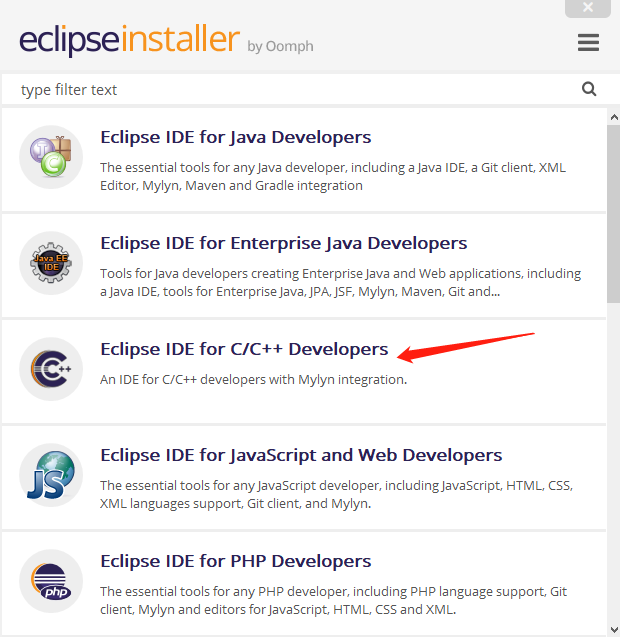 eclipseinstaller by Oomph
type filter text
Eclipse IDE for Java Developers
The essential tools for any Java developer, including a Java IDE, a Git client, XML
Editor, Mylyn, Maven and Gradle integration
Java EE
IDE
Eclipse IDE for Enterprise Java Developers
Tools for Java developers creating Enterprise Java and Web applications, including
a Java IDE, tools for Enterprise Java, JPA, JSF, Mylyn, Maven, Git and...
C++
Eclipse IDE for C/C++ Developers
An IDE for C/C++ developers with Mylyn integration.
JS
Eclipse IDE for JavaScript and Web Developers
The essential tools for any JavaScript developer, including JavaScript, HTML, CSS,
XML languages support, Git client, and Mylyn.
php
Eclipse IDE for PHP Developers
The essential tools for any PHP developer, including PHP language support, Git
client, Mylyn and editors for JavaScript, HTML, CSS and XML.